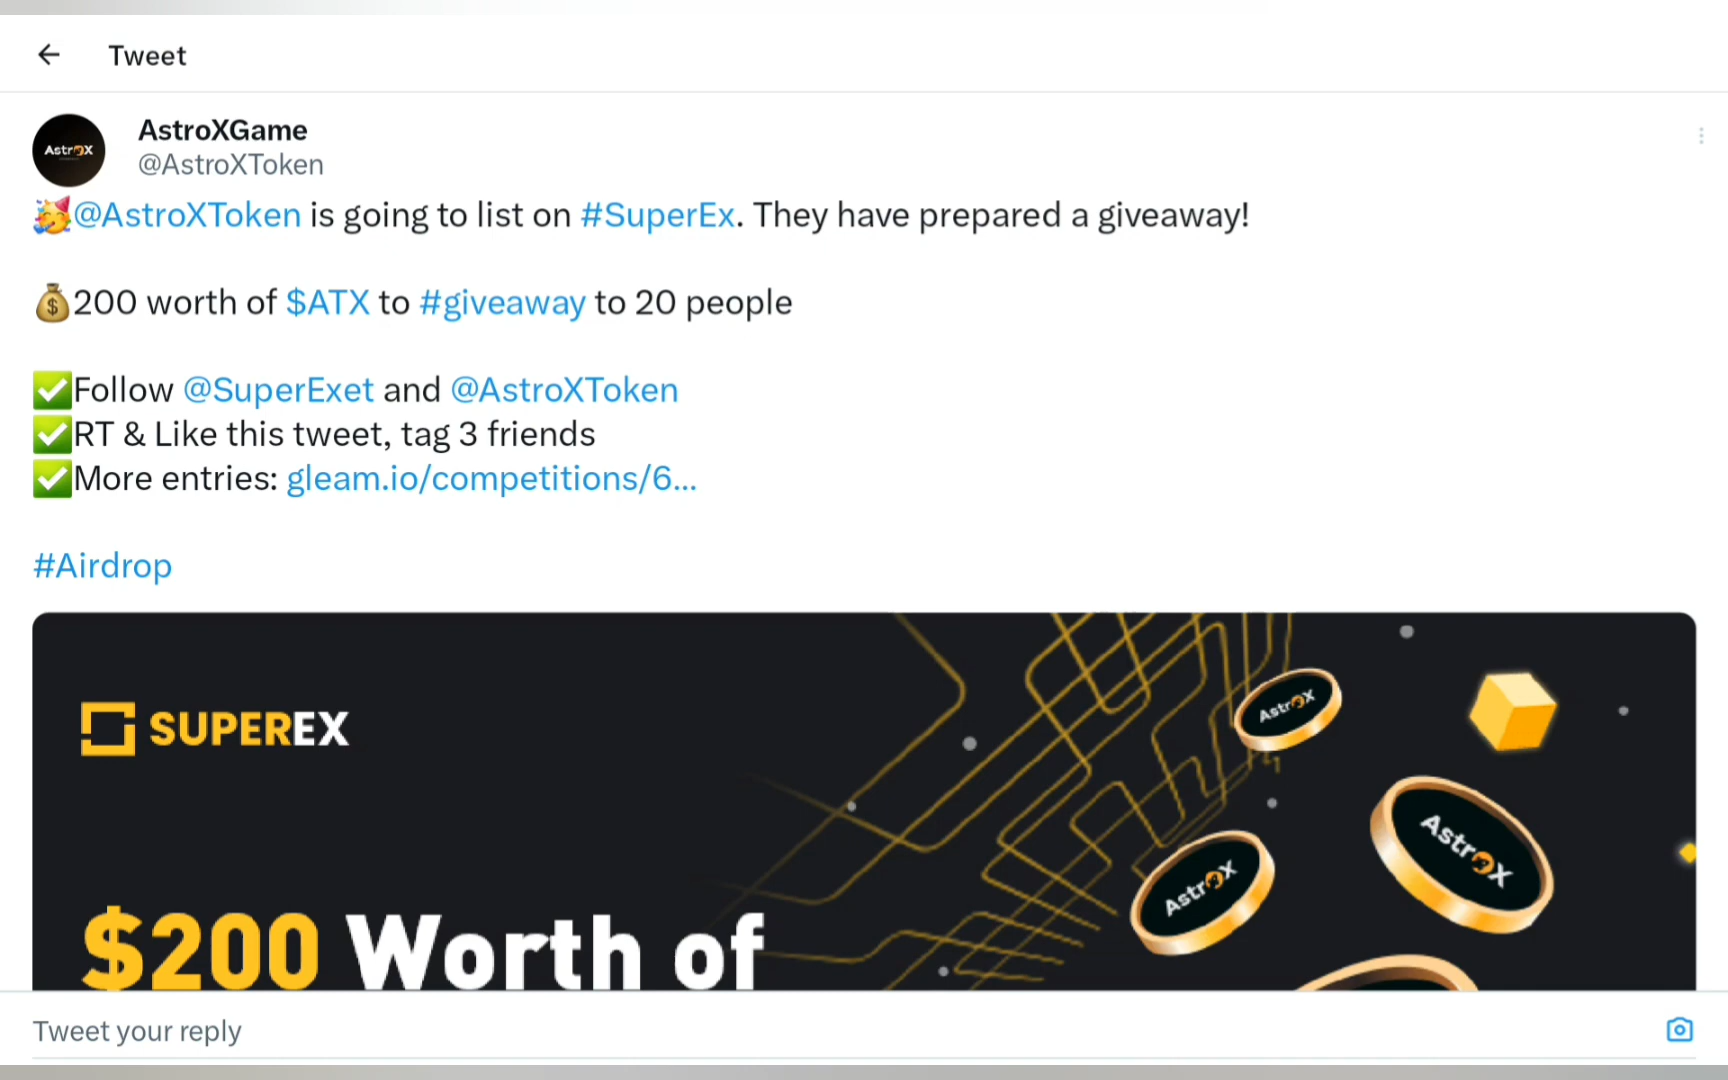 Tweet
AstroX
AstroXGame
@AstroXToken
🥳@AstroXToken is going to list on #SuperEx. They have prepared a giveaway!
💰200 worth of $ATX to #giveaway to 20 people
✅Follow @SuperExet and @AstroXToken
✅RT & Like this tweet, tag 3 friends
✅More entries: gleam.io/competitions/6...
#Airdrop
SUPEREX
AstroX
AstroX
AstroX
$200 Worth of
Tweet your reply